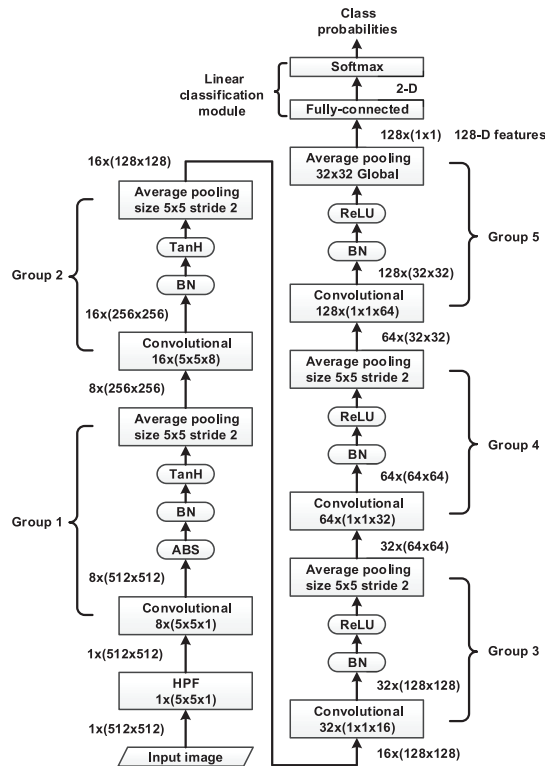 Class
probabilities
Softmax
Linear
classification
module
2-D
Fully-connected
128x(1x1)
128-D features
Average pooling
32x32 Global
ReLU
BN
Group 5
128x(32x32)
Convolutional
128x(1x1x64)
64x(32x32)
Average pooling
size 5x5 stride 2
ReLU
BN
Group 4
64x(64x64)
Convolutional
64x(1x1x32)
32x(64x64)
Average pooling
size 5x5 stride 2
ReLU
BN
Group 3
32x(128x128)
Convolutional
32x(1x1x16)
16x(128x128)
16x(128x128)
Average pooling
size 5x5 stride 2
TanH
BN
Group 2
16x(256x256)
Convolutional
16x(5x5x8)
8x(256x256)
Average pooling
size 5x5 stride 2
TanH
BN
ABS
Group 1
8x(512x512)
Convolutional
8x(5x5x1)
1x(512x512)
HPF
1x(5x5x1)
1x(512x512)
Input image